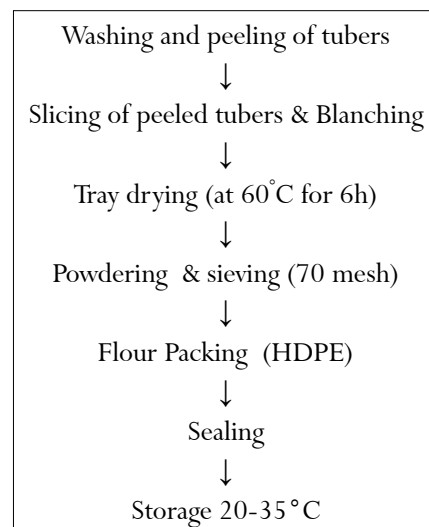 Washing and peeling of tubers
↓
Slicing of peeled tubers & Blanching
↓
Tray drying (at 60°C for 6h)
↓
Powdering & sieving (70 mesh)
↓
Flour Packing (HDPE)
↓
Sealing
↓
Storage 20-35°C